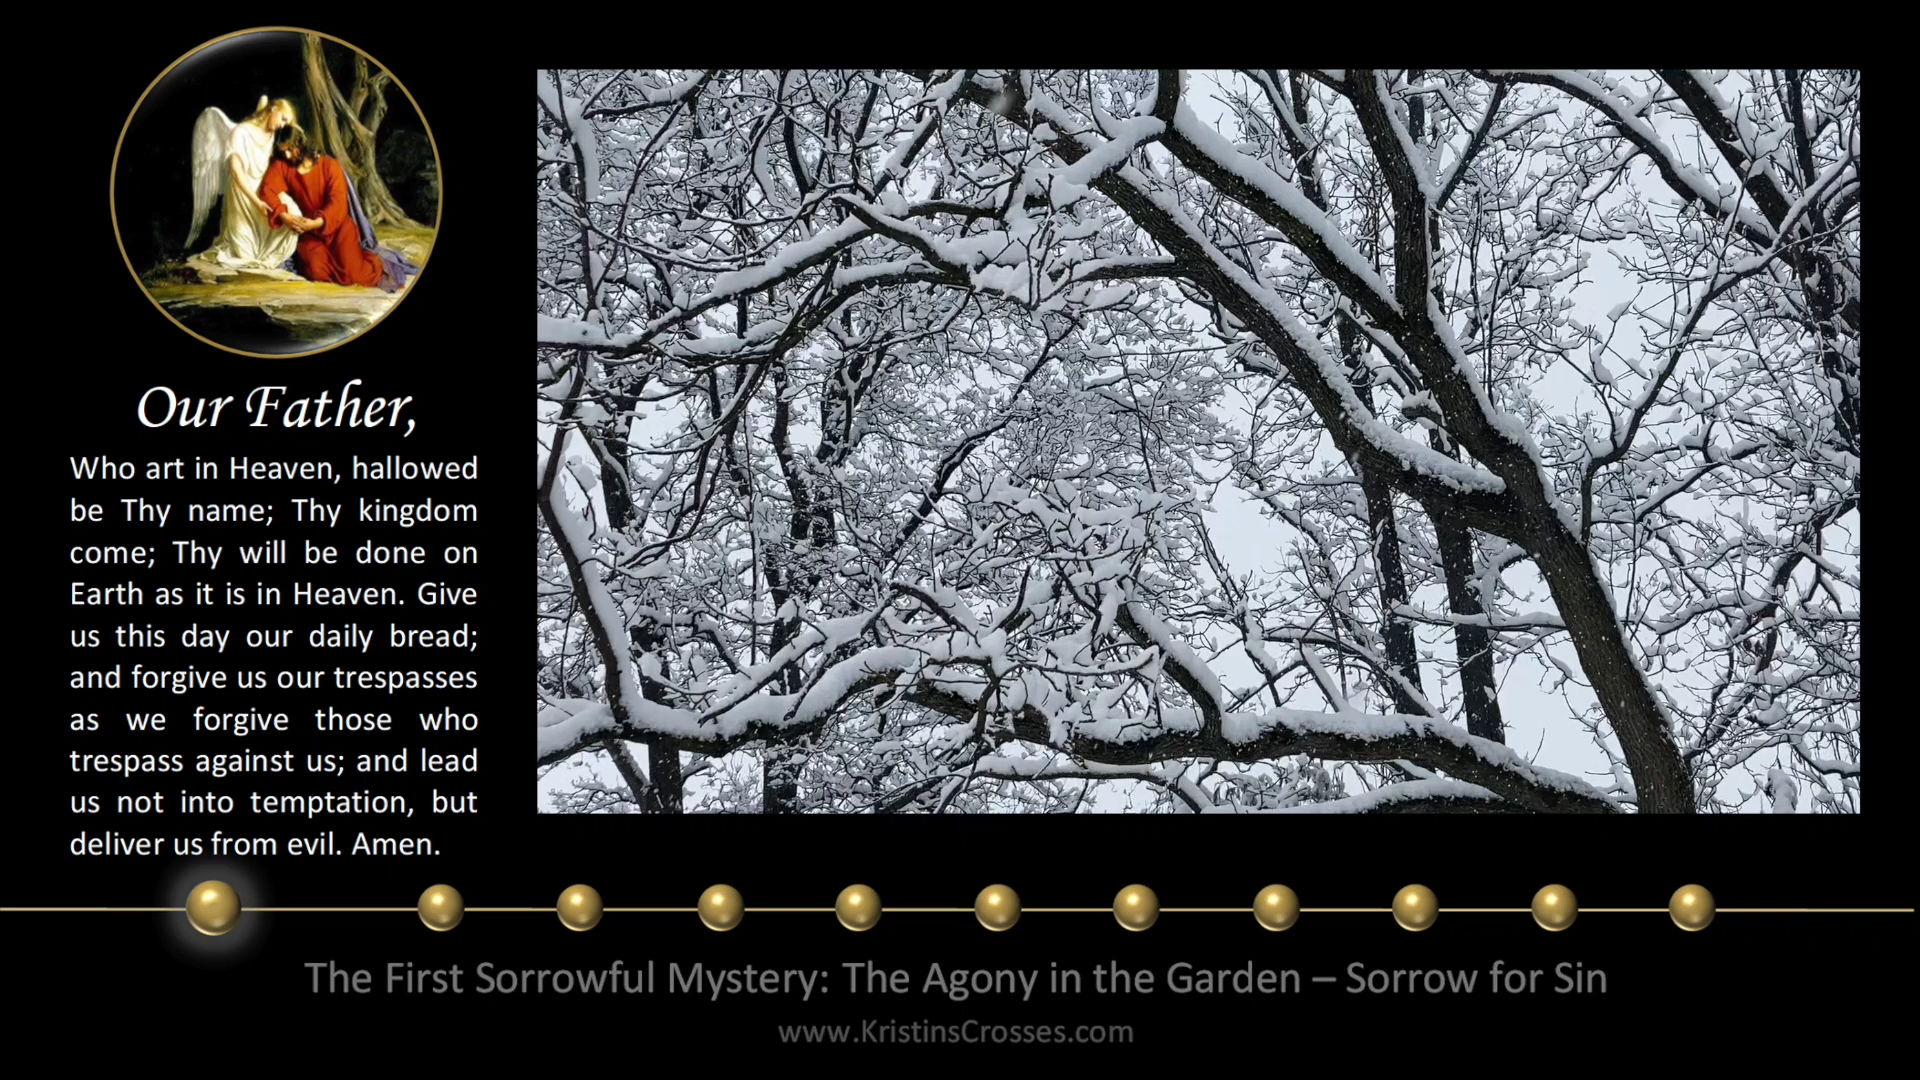 Our Father,
Who art in Heaven, hallowed
be Thy name; Thy kingdom
come; Thy will be done on
Earth as it is in Heaven. Give
us this day our daily bread;
and forgive us our trespasses
as we forgive those who
trespass against us; and lead
us not into temptation, but
deliver us from evil. Amen.
The First Sorrowful Mystery: The Agony in the Garden – Sorrow for Sin
www.KristinsCrosses.com